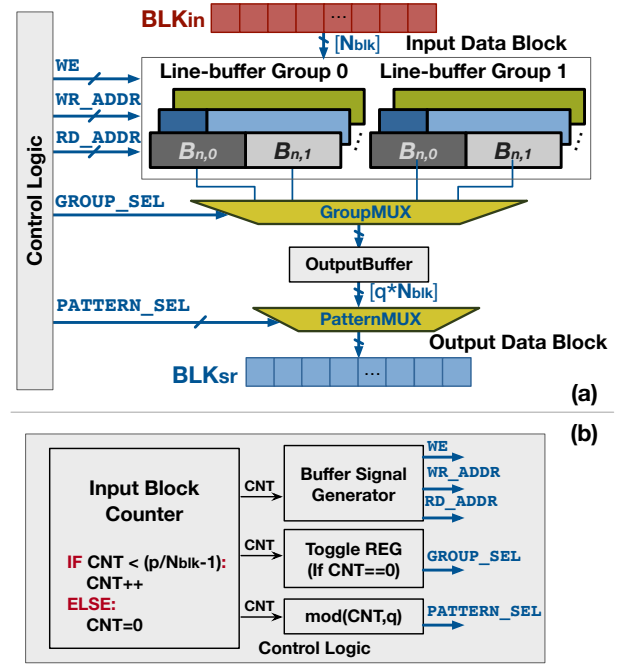 BLKin
...
[Nblk]
Input Data Block
WE
WR_ADDR
RD_ADDR
Line-buffer Group 0
Line-buffer Group 1
Bn,0
Bn,1
...
Bn,0
Bn,1
...
Control Logic
GROUP_SEL
GroupMUX
OutputBuffer
[q*Nblk]
PATTERN_SEL
PatternMUX
Output Data Block
BLKsr
...
(a)
(b)
Input Block
Counter
IF CNT < (p/Nblk-1):
CNT++
ELSE:
CNT=0
CNT
Buffer Signal
Generator
WE
WR_ADDR
RD_ADDR
CNT
Toggle REG
(If CNT==0)
GROUP_SEL
CNT
mod(CNT,q)
PATTERN_SEL
Control Logic